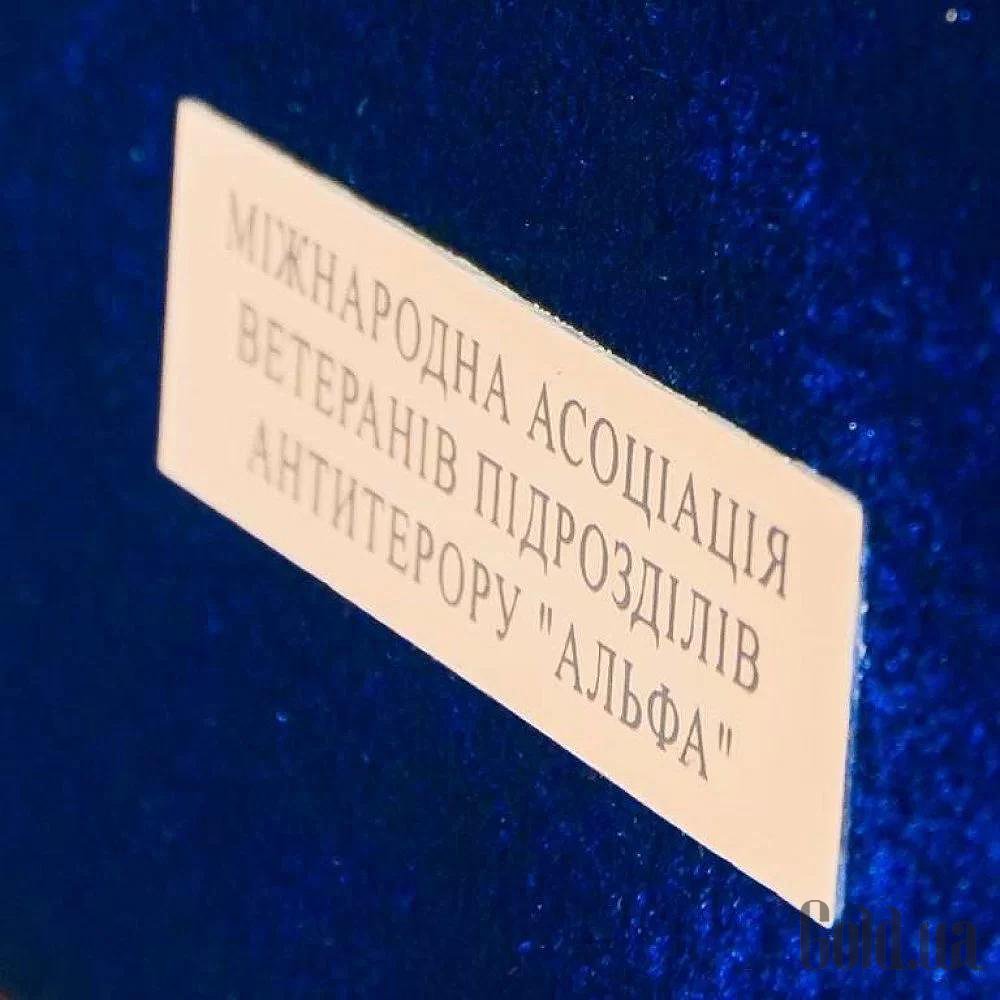 МІЖНАРОДНА АСОЦІАЦІЯ
ВЕТЕРАНІВ ПІДРОЗДІЛІВ
АНТИТЕРОРУ "АЛЬФА"
Gold.ua